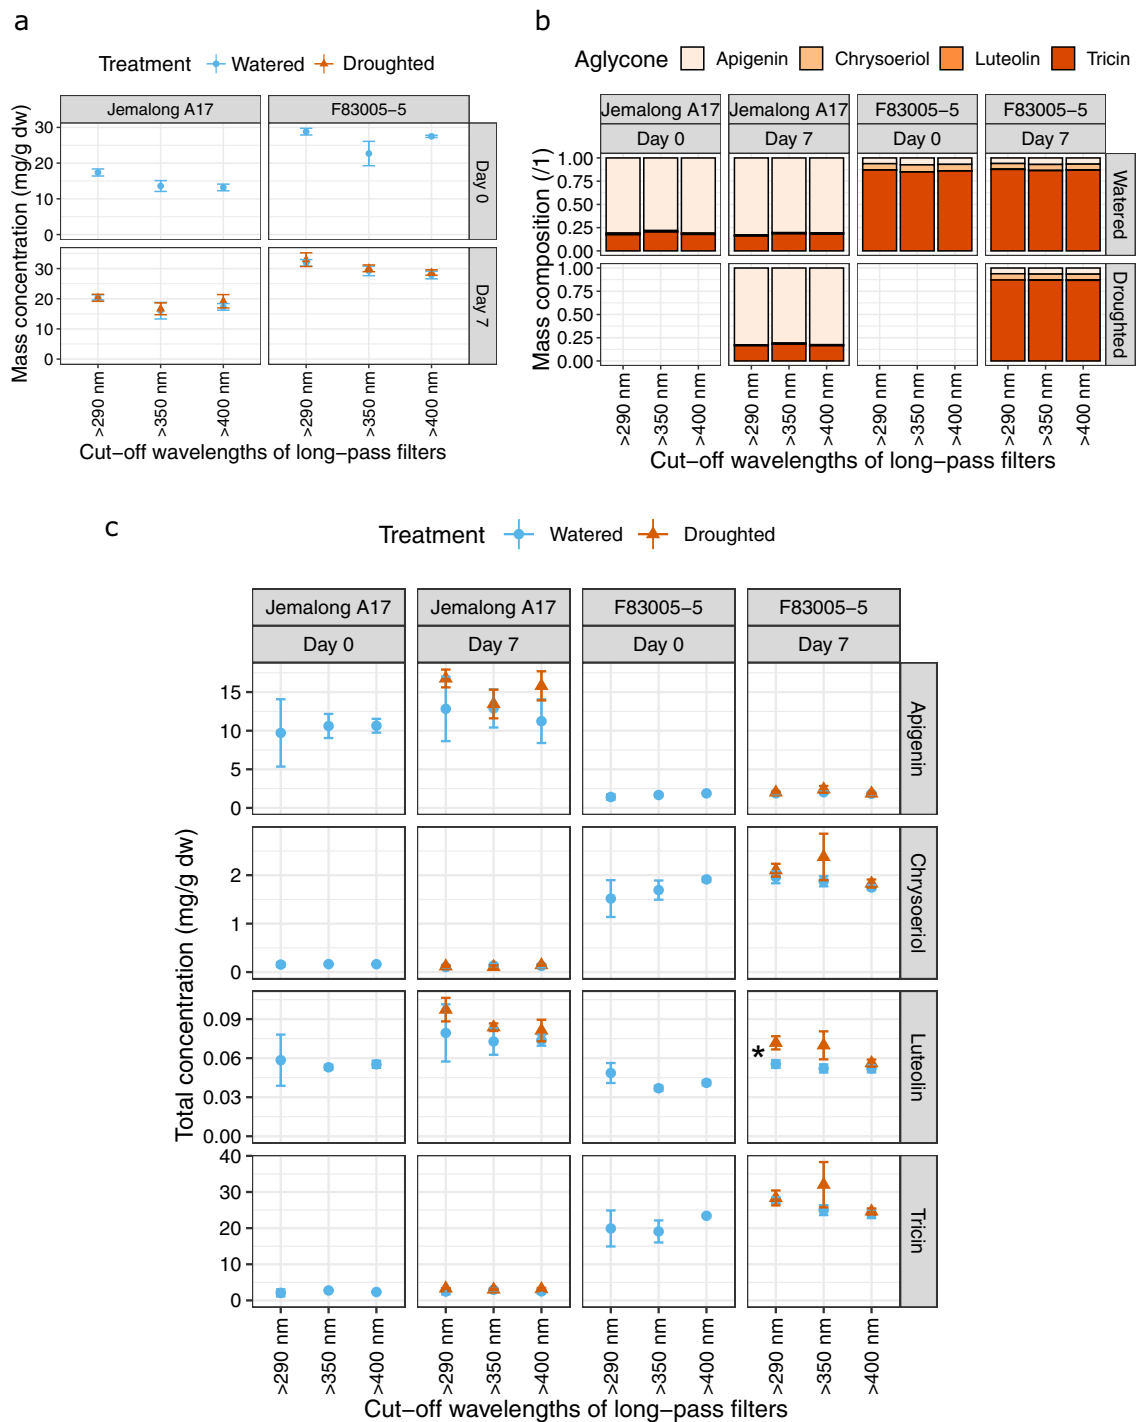 a
Treatment Watered Droughted
Jemalong A17 F83005−5
30
20
10
0
Day 0
30
20
10
0
Day 7
Mass concentration (mg/g dw)
>290 nm >350 nm >400 nm >290 nm >350 nm >400 nm
Cut−off wavelengths of long−pass filters
b
Aglycone Apigenin Chrysoeriol Luteolin Tricin
Jemalong A17 Jemalong A17 F83005−5 F83005−5
Day 0 Day 7 Day 0 Day 7
1.00
0.75
0.50
0.25
0.00
Watered
1.00
0.75
0.50
0.25
0.00
Droughted
Mass composition (/1)
>290 nm >350 nm >400 nm >290 nm >350 nm >400 nm >290 nm >350 nm >400 nm >290 nm >350 nm >400 nm
Cut−off wavelengths of long−pass filters
c
Treatment Watered Droughted
Jemalong A17 Jemalong A17 F83005−5 F83005−5
Day 0 Day 7 Day 0 Day 7
15
10
5
0
Apigenin
2
1
0
Chrysoeriol
0.09
0.06
0.03
0.00
*
Luteolin
40
30
20
10
0
Tricin
Total concentration (mg/g dw)
>290 nm >350 nm >400 nm >290 nm >350 nm >400 nm >290 nm >350 nm >400 nm >290 nm >350 nm >400 nm
Cut−off wavelengths of long−pass filters